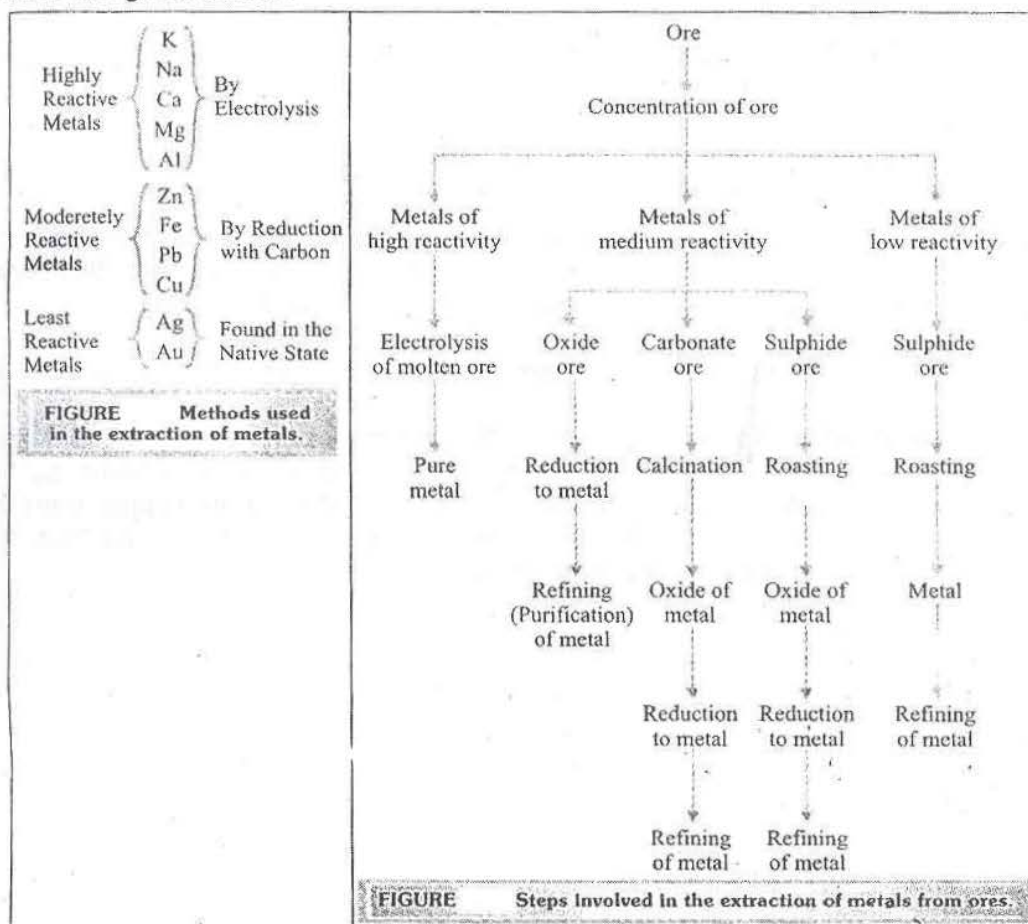 Highly
Reactive
Metals
K
Na
Ca
Mg
Al
By
Electrolysis
Moderetely
Reactive
Metals
Zn
Fe
Pb
Cu
By Reduction
with Carbon
Least
Reactive
Metals
Ag
Au
Found in the
Native State
FIGURE Methods used
in the extraction of metals.
Ore
Concentration of ore
Metals of
high reactivity
Metals of
medium reactivity
Metals of
low reactivity
Electrolysis
of molten ore
Oxide
ore
Carbonate
ore
Sulphide
ore
Sulphide
ore
Pure
metal
Reduction
to metal
Calcination
Roasting
Roasting
Refining
(Purification)
of metal
Oxide of
metal
Oxide of
metal
Metal
Reduction
to metal
Reduction
to metal
Refining
of metal
Refining
of metal
Refining
of metal
FIGURE Steps involved in the extraction of metals from ores.